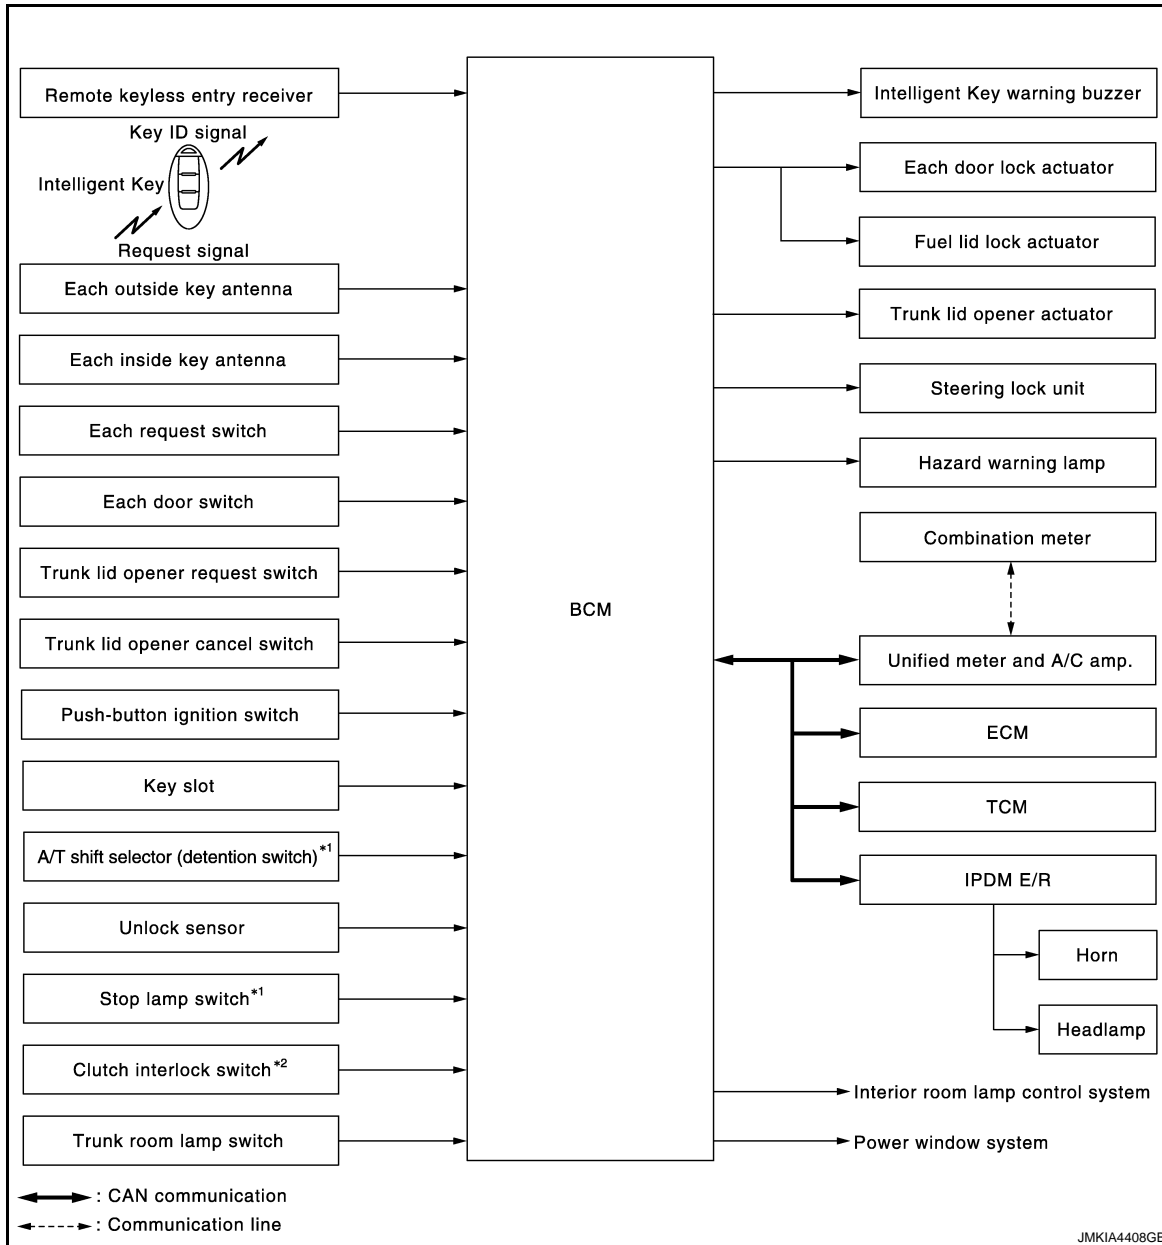 Remote keyless entry receiver
Key ID signal
Intelligent Key
Request signal
Each outside key antenna
Each inside key antenna
Each request switch
Each door switch
Trunk lid opener request switch
Trunk lid opener cancel switch
Push-button ignition switch
Key slot
A/T shift selector (detention switch)*1
Unlock sensor
Stop lamp switch*1
Clutch interlock switch*2
Trunk room lamp switch
BCM
Intelligent Key warning buzzer
Each door lock actuator
Fuel lid lock actuator
Trunk lid opener actuator
Steering lock unit
Hazard warning lamp
Combination meter
Unified meter and A/C amp.
ECM
TCM
IPDM E/R
Horn
Headlamp
Interior room lamp control system
Power window system
: CAN communication
: Communication line
JMKIA4408GB